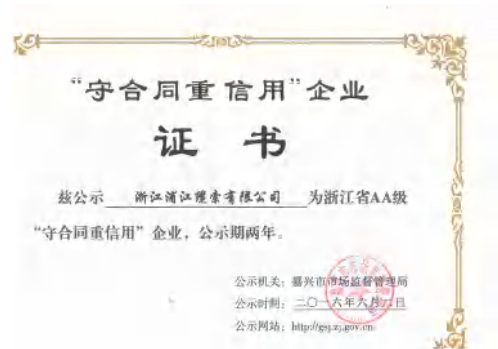 “守合同重信用”企业
证 书
兹公示 浙江浦江缆索有限公司 为浙江省AA级
“守合同重信用”企业，公示期两年。
公示机关：嘉兴市市场监督管理局
公示时间：二〇一六年六月 日
公示网站：http://gsj.zj.gov.cn